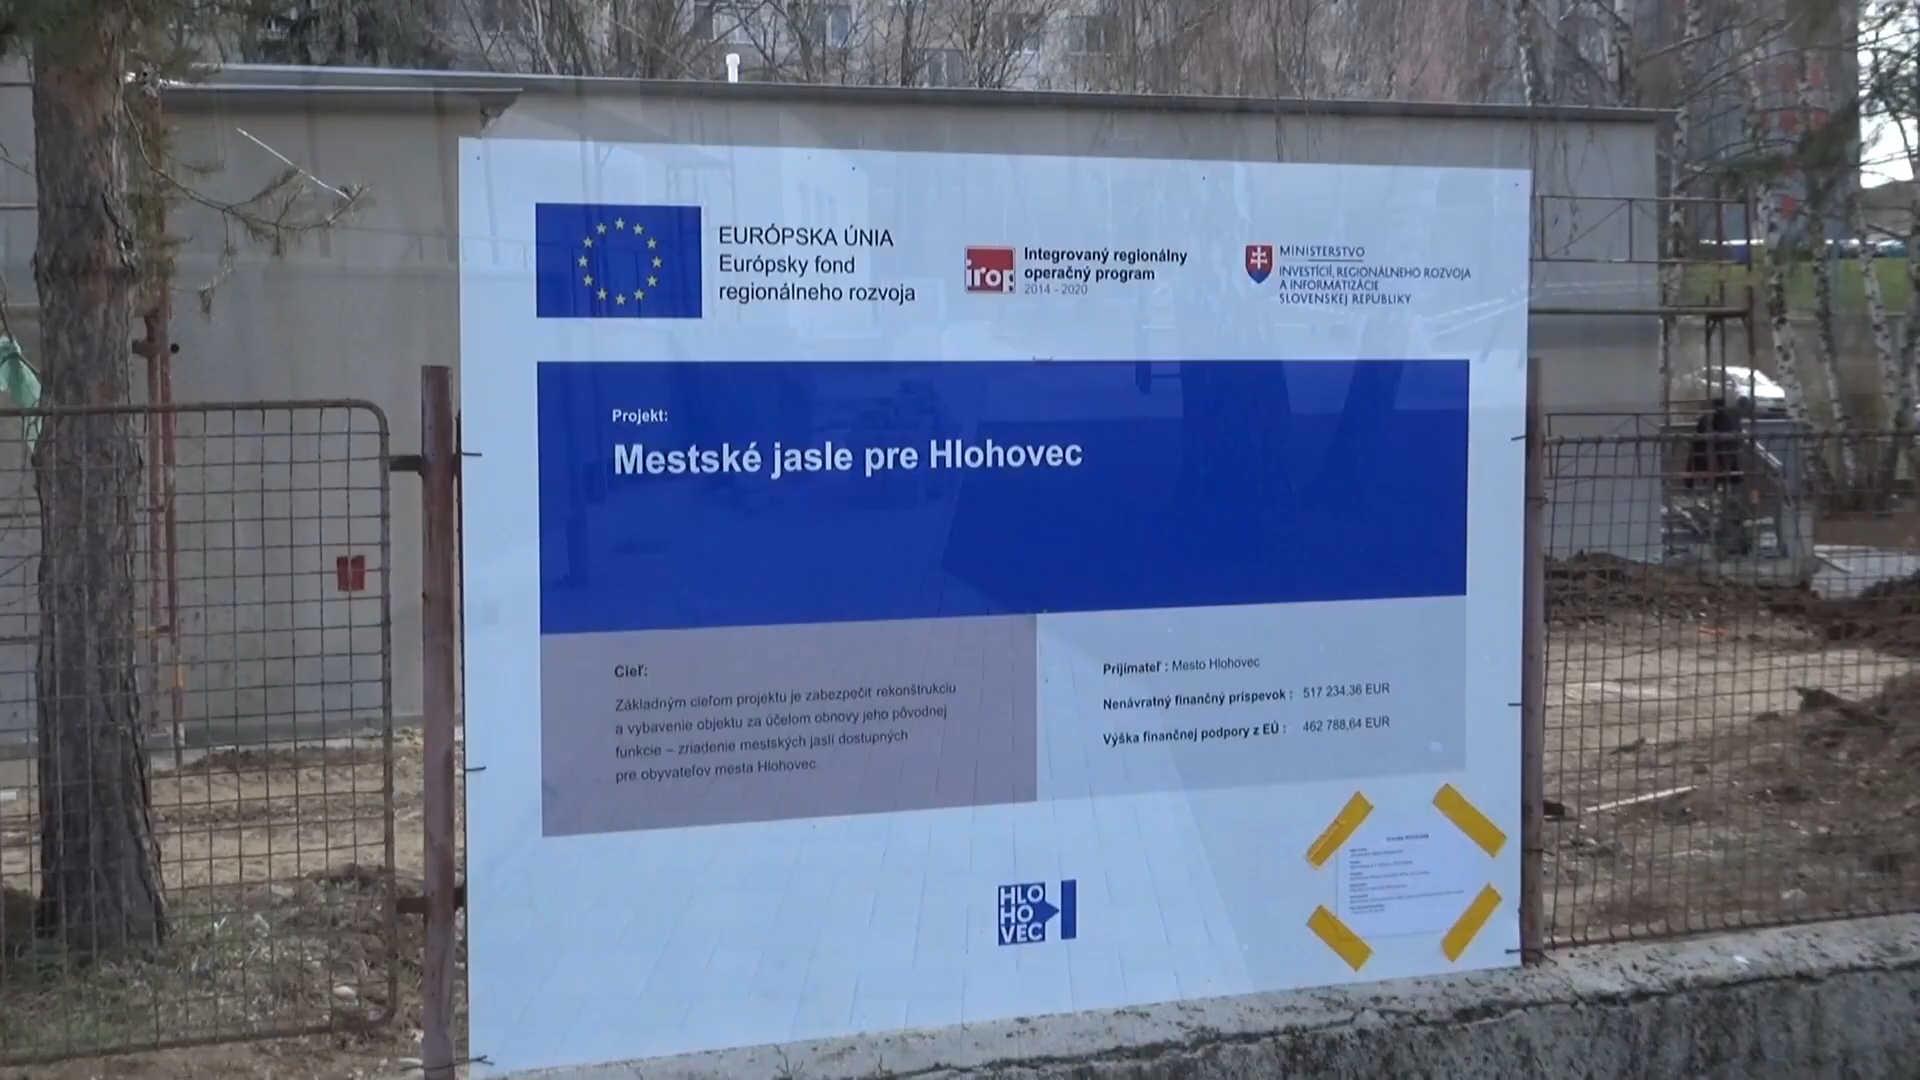 EURÓPSKA ÚNIA
Európsky fond
regionálneho rozvoja
irop
Integrovaný regionálny
operačný program
2014 - 2020
MINISTERSTVO
INVESTÍCIÍ, REGIONÁLNEHO ROZVOJA
A INFORMATIZÁCIE
SLOVENSKEJ REPUBLIKY
Projekt:
Mestské jasle pre Hlohovec
Cieľ:
Základným cieľom projektu je zabezpečiť rekonštrukciu
a vybavenie objektu za účelom obnovy jeho pôvodnej
funkcie – zriadenie mestských jaslí dostupných
pre obyvateľov mesta Hlohovec
Prijímateľ : Mesto Hlohovec
Nenávratný finančný príspevok : 517 234.36 EUR
Výška finančnej podpory z EÚ : 462 788,64 EUR
HLO
HO
VEC